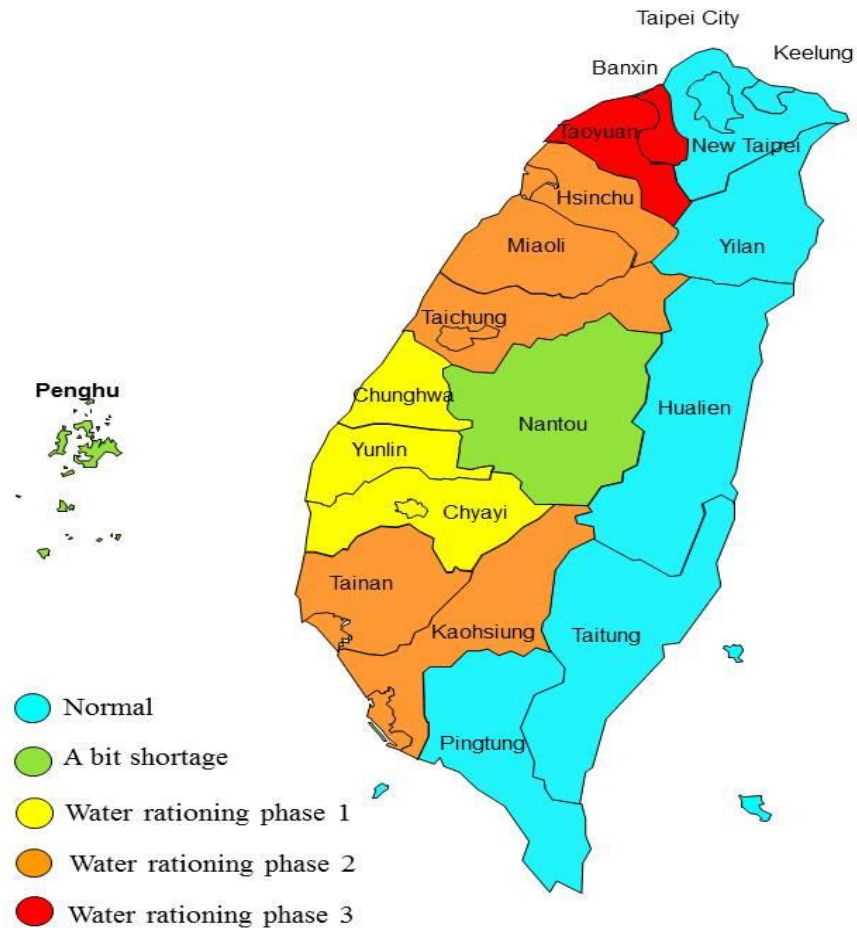 Taipei City
Keelung
Banxin
Taoyuan
New Taipei
Hsinchu
Miaoli
Yilan
Taichung
Penghu
Chunghwa
Hualien
Nantou
Yunlin
Chyayi
Tainan
Kaohsiung
Taitung
Pingtung
Normal
A bit shortage
Water rationing phase 1
Water rationing phase 2
Water rationing phase 3